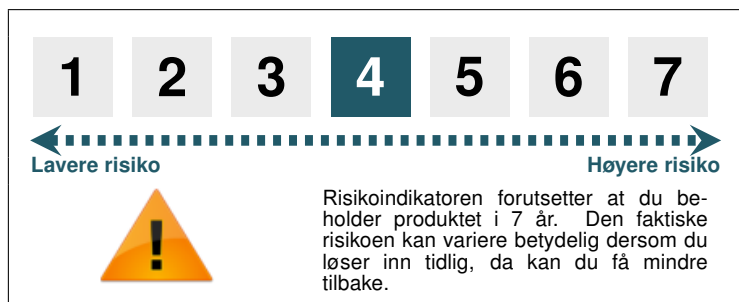 1 2 3 4 5 6 7
Lavere risiko Høyere risiko
Risikoindikatoren forutsetter at du be-
holder produktet i 7 år. Den faktiske
risikoen kan variere betydelig dersom du
løser inn tidlig, da kan du få mindre
tilbake.